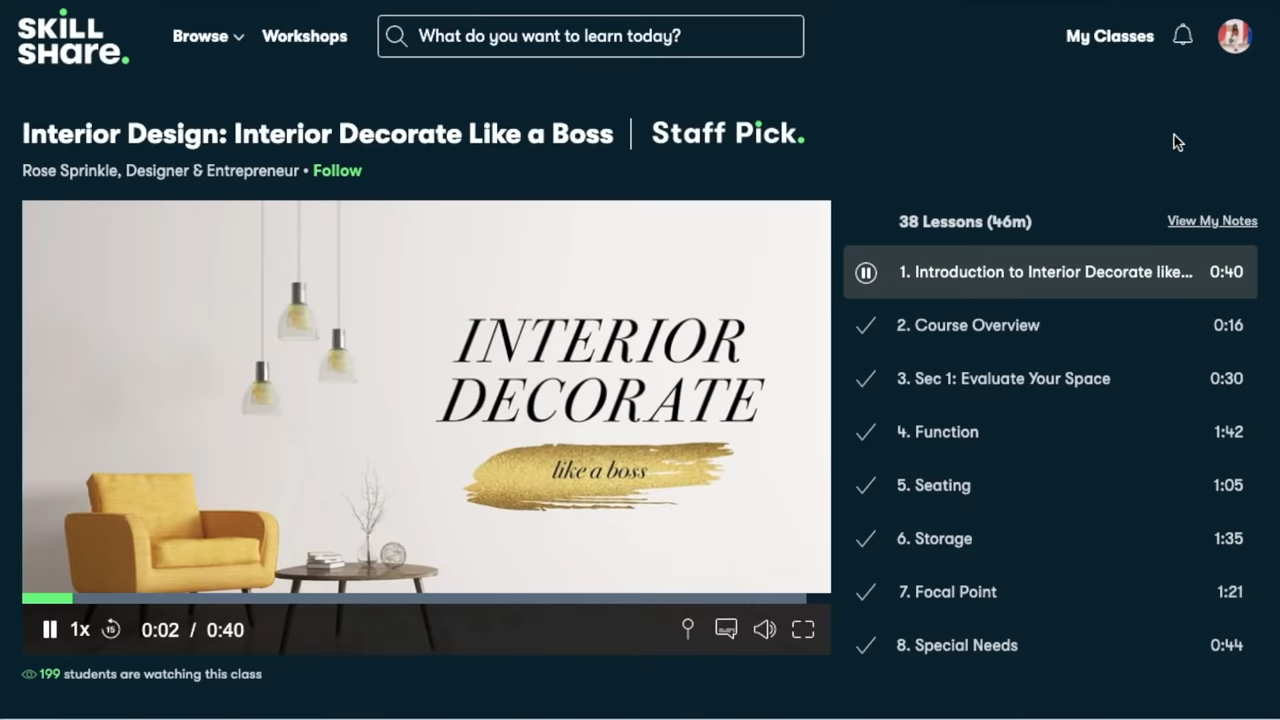 SKILL
SHARE.
Browse
Workshops
What do you want to learn today?
My Classes
Interior Design: Interior Decorate Like a Boss | Staff Pick.
Rose Sprinkle, Designer & Entrepreneur • Follow
38 Lessons (46m)
View My Notes
INTERIOR
DECORATE
like a boss
1. Introduction to Interior Decorate like... 0:40
2. Course Overview 0:16
3. Sec 1: Evaluate Your Space 0:30
4. Function 1:42
5. Seating 1:05
6. Storage 1:35
7. Focal Point 1:21
8. Special Needs 0:44
1x 15 0:02 / 0:40
199 students are watching this class